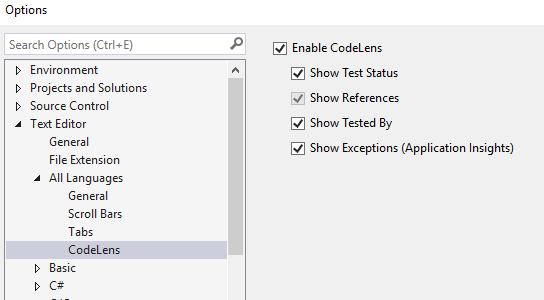 Options
Search Options (Ctrl+E)
Environment
Projects and Solutions
Source Control
Text Editor
General
File Extension
All Languages
General
Scroll Bars
Tabs
CodeLens
Basic
C#
Enable CodeLens
Show Test Status
Show References
Show Tested By
Show Exceptions (Application Insights)